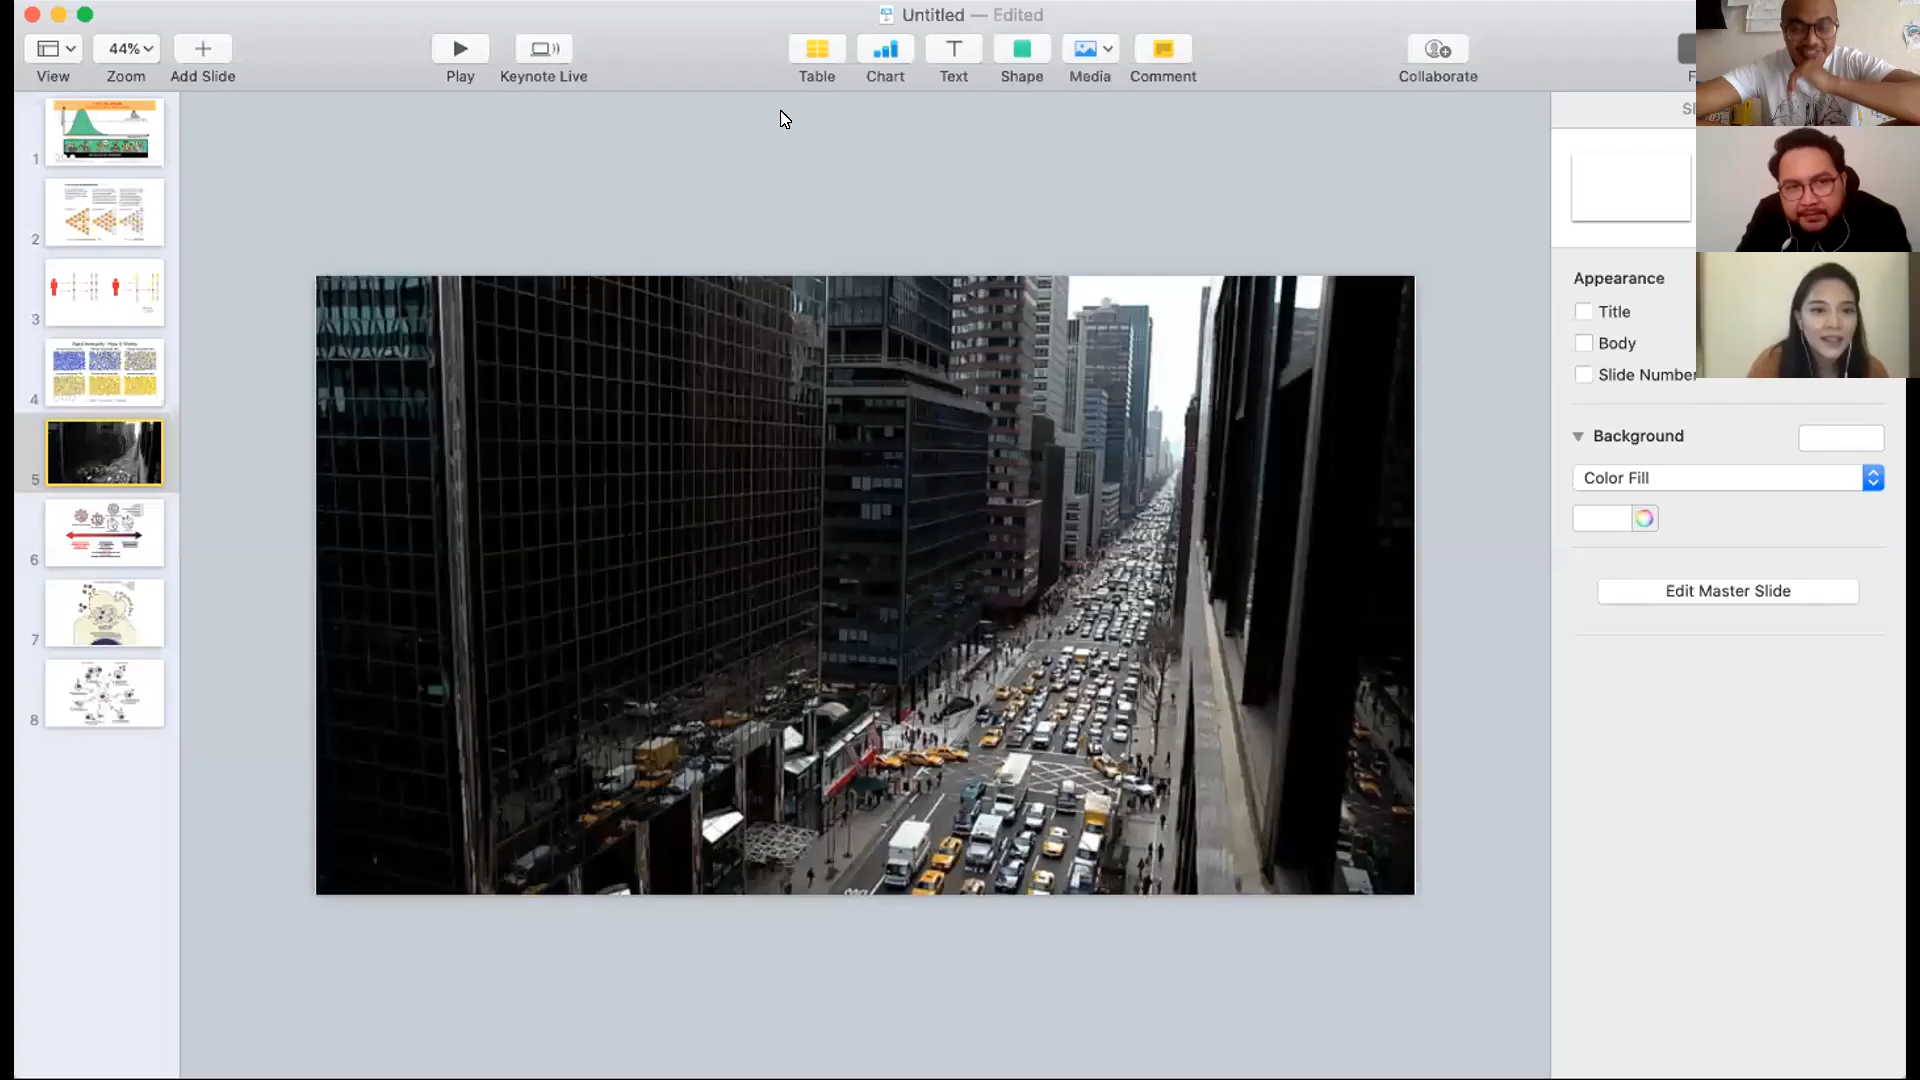 Untitled — Edited
44%
View
Zoom
Add Slide
Play
Keynote Live
Table
Chart
Text
Shape
Media
Comment
Collaborate
1
2
3
4
5
6
7
8
Appearance
Title
Body
Slide Number
Background
Color Fill
Edit Master Slide